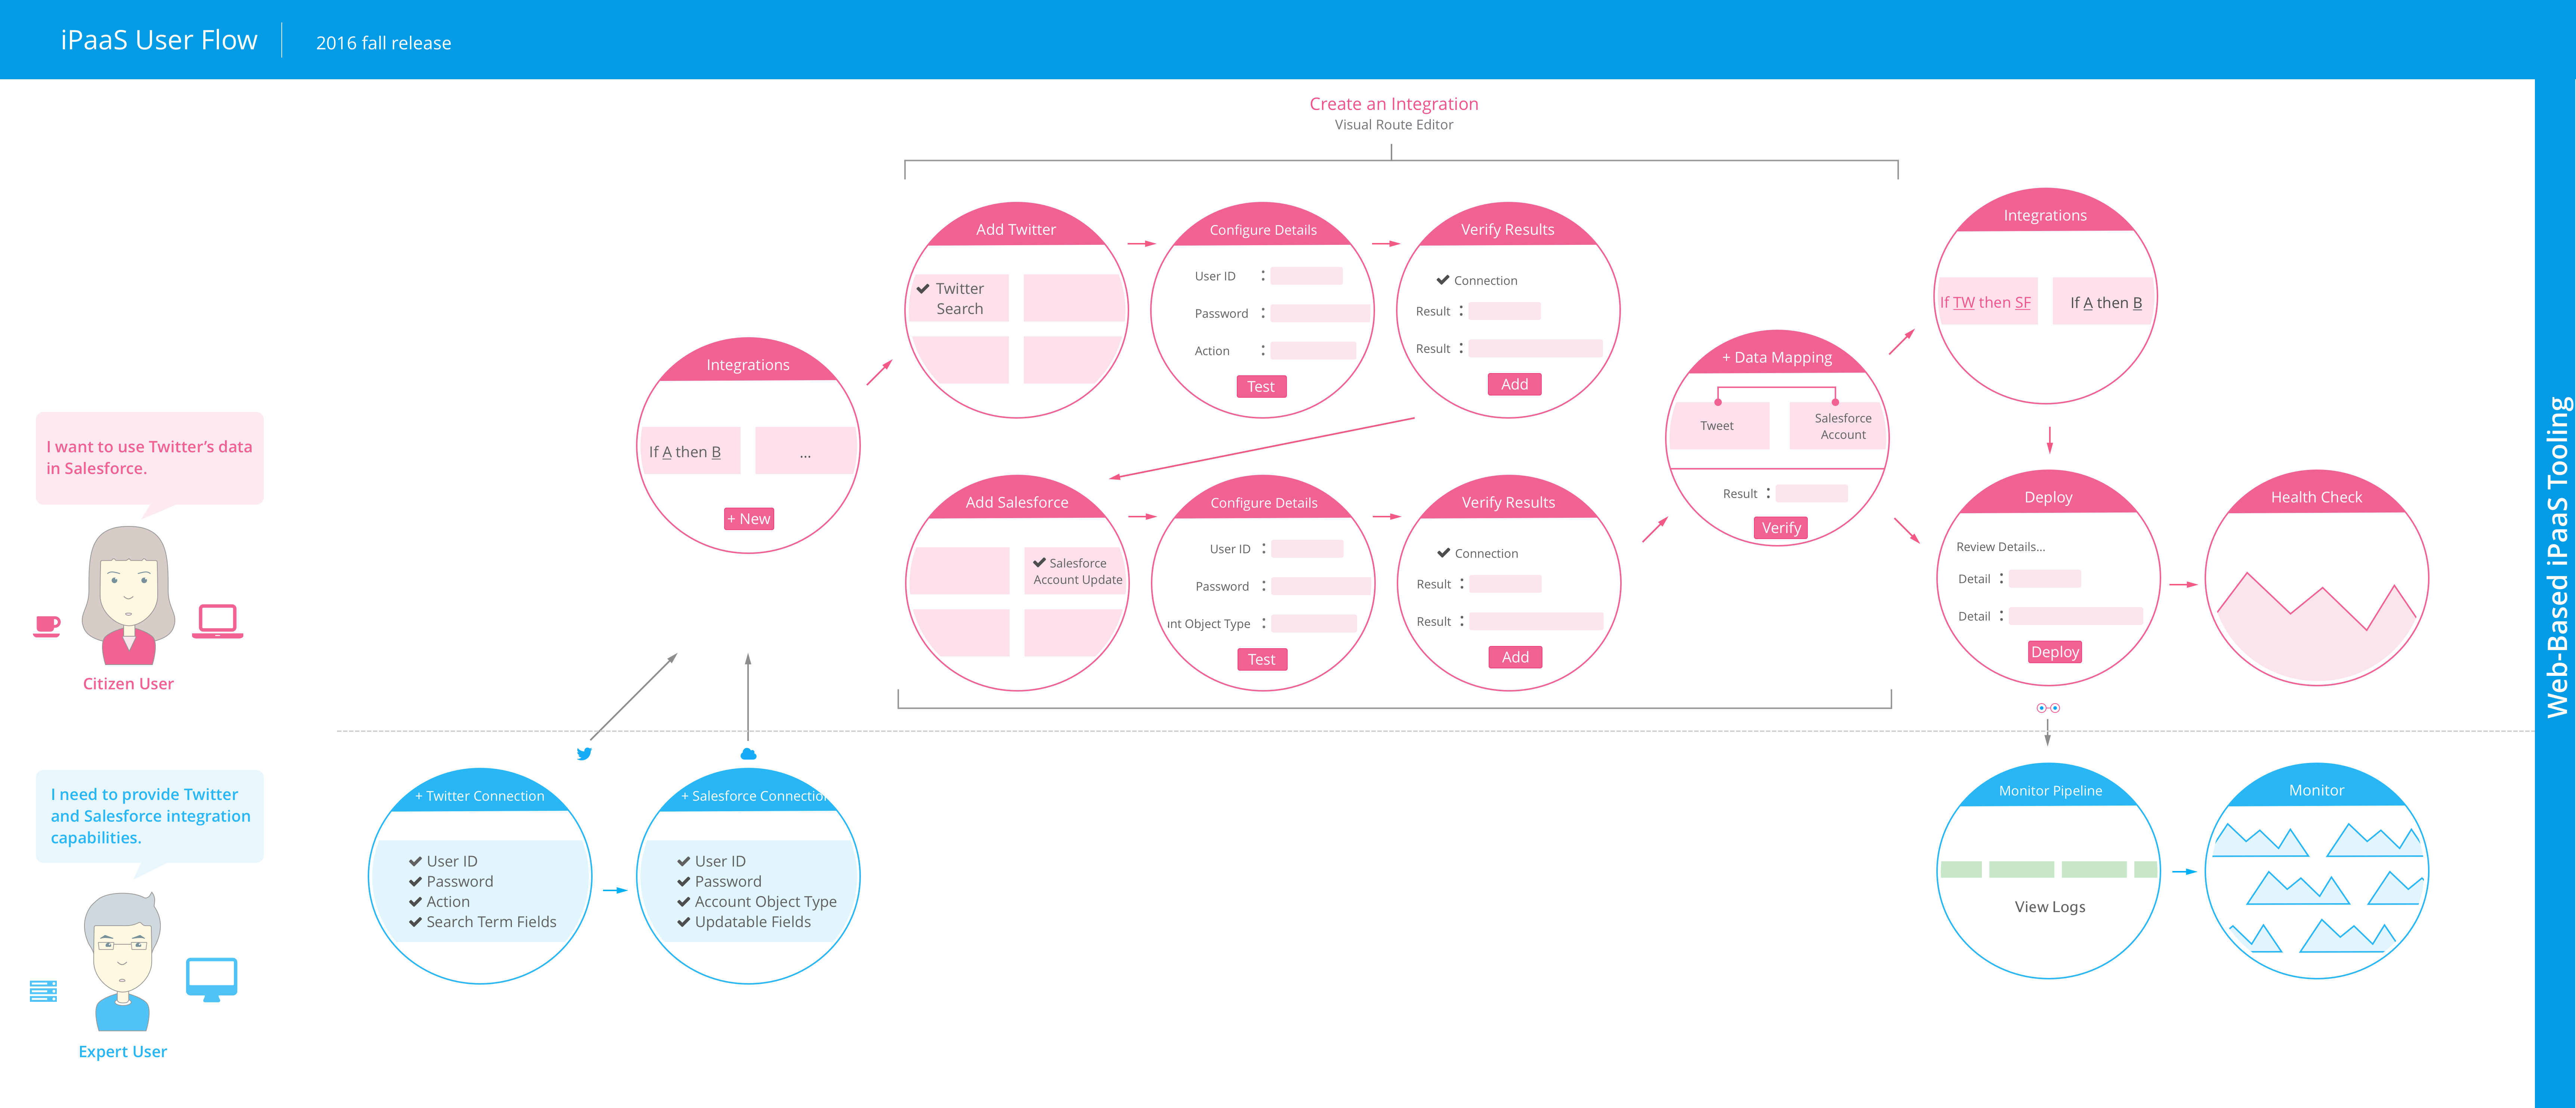 iPaaS User Flow
2016 fall release
Create an Integration
Visual Route Editor
I want to use Twitter's data
in Salesforce.
Citizen User
Integrations
If A then B
...
+ New
Add Twitter
Twitter
Search
Configure Details
User ID :
Password :
Action :
Test
Verify Results
Connection
Result :
Result :
Add
Add Salesforce
Salesforce
Account Update
Configure Details
User ID :
Password :
nt Object Type :
Test
Verify Results
Connection
Result :
Result :
Add
+ Data Mapping
Tweet
Salesforce
Account
Result :
Verify
Integrations
If TW then SF
If A then B
Deploy
Review Details...
Detail :
Detail :
Deploy
Health Check
I need to provide Twitter
and Salesforce integration
capabilities.
Expert User
+ Twitter Connection
User ID
Password
Action
Search Term Fields
+ Salesforce Connection
User ID
Password
Account Object Type
Updatable Fields
Monitor Pipeline
View Logs
Monitor
Web-Based iPaaS Tooling